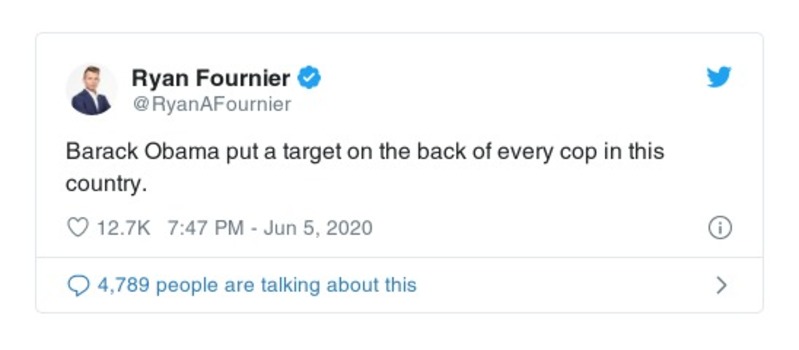 Ryan Fournier
@RyanAFournier
Barack Obama put a target on the back of every cop in this
country.
12.7K 7:47 PM - Jun 5, 2020
4,789 people are talking about this